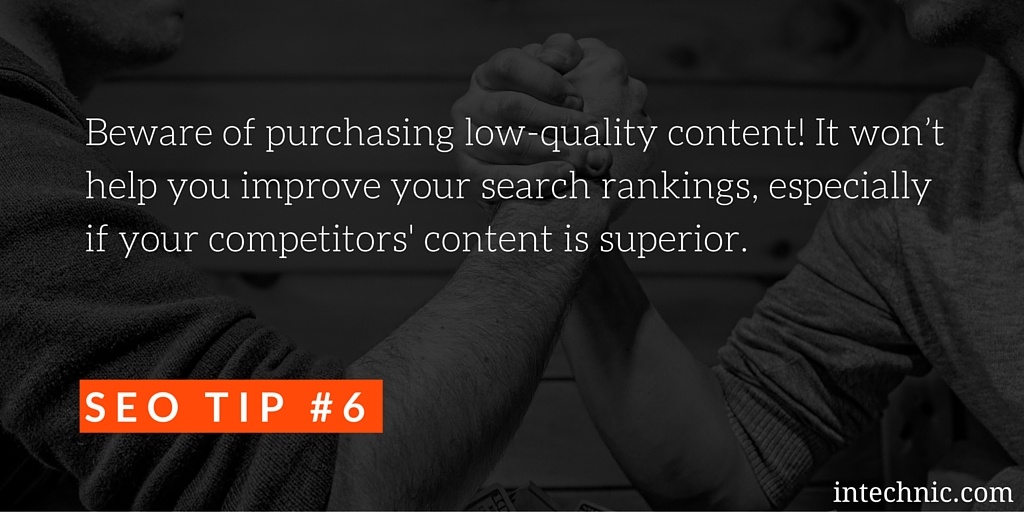 Beware of purchasing low-quality content! It won’t
help you improve your search rankings, especially
if your competitors' content is superior.
SEO TIP #6
intechnic.com